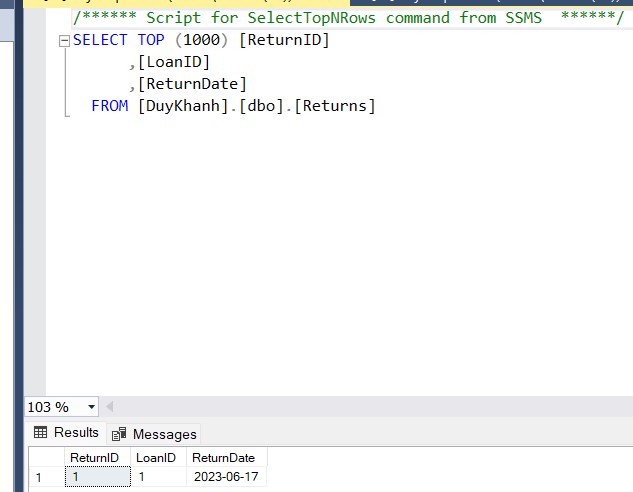 /****** Script for SelectTopNRows command from SSMS  ******/
SELECT TOP (1000) [ReturnID]
      ,[LoanID]
      ,[ReturnDate]
  FROM [DuyKhanh].[dbo].[Returns]
103 %
Results Messages
ReturnID LoanID ReturnDate
1 1 1 2023-06-17